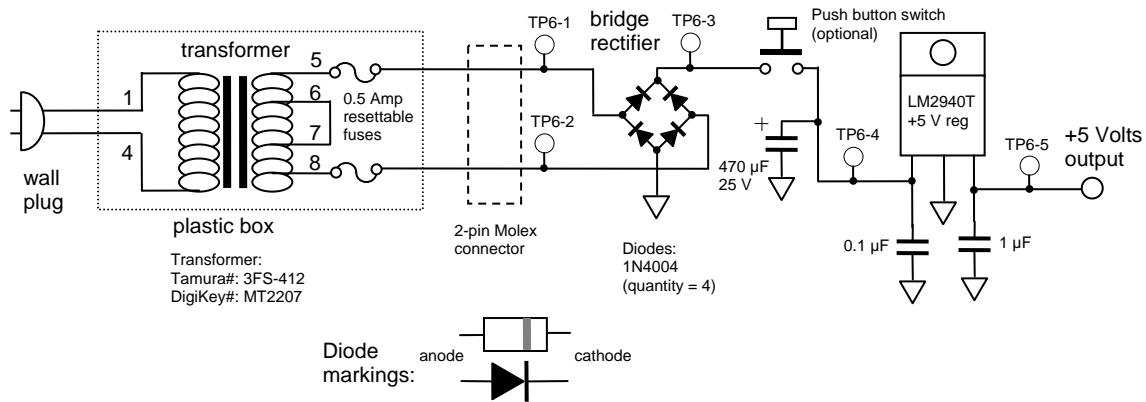 transformer
1
4
5
6
7
8
0.5 Amp
resettable
fuses
wall
plug
plastic box
Transformer:
Tamura#: 3FS-412
DigiKey#: MT2207
2-pin Molex
connector
TP6-1
TP6-2
bridge
rectifier
TP6-3
Diodes:
1N4004
(quantity = 4)
Push button switch
(optional)
+
470 µF
25 V
TP6-4
LM2940T
+5 V reg
0.1 µF
1 µF
TP6-5
+5 Volts
output
Diode
markings:
anode
cathode